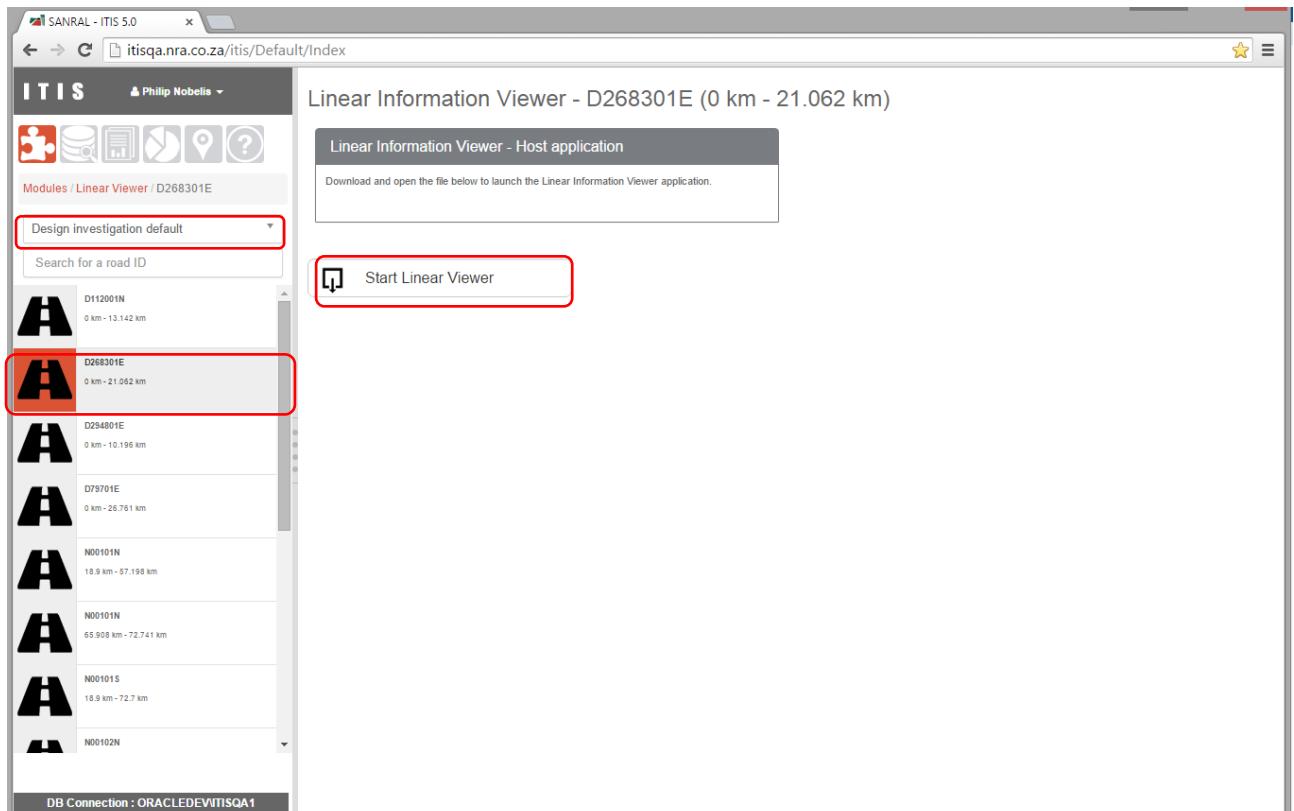 SANRAL - ITIS 5.0
itisqa.nra.co.za/itis/Default/Index
ITIS
Philip Nobelis
Modules / Linear Viewer / D268301E
Design investigation default
Search for a road ID
D112001N
0 km - 13.142 km
D268301E
0 km - 21.062 km
D294801E
0 km - 10.196 km
D79701E
0 km - 26.761 km
N00101N
18.9 km - 57.198 km
N00101N
65.908 km - 72.741 km
N00101S
18.9 km - 72.7 km
N00102N
DB Connection : ORACLEDEV\ITISQA1
Linear Information Viewer - D268301E (0 km - 21.062 km)
Linear Information Viewer - Host application
Download and open the file below to launch the Linear Information Viewer application.
Start Linear Viewer